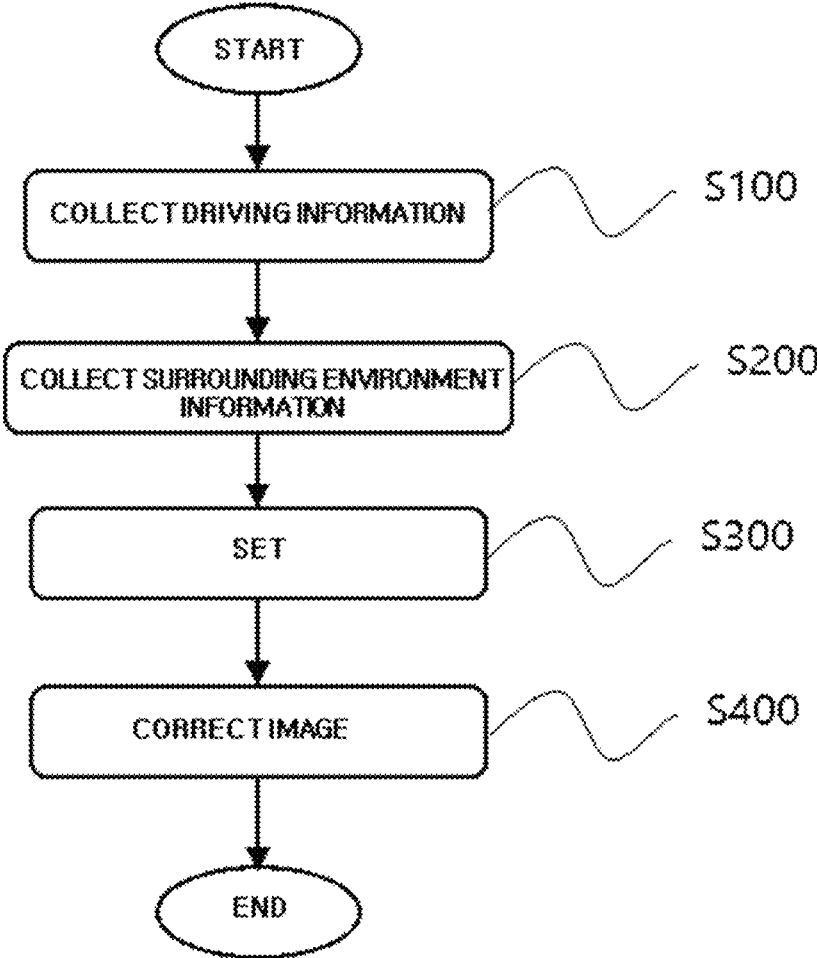 START
COLLECT DRIVING INFORMATION
S100
COLLECT SURROUNDING ENVIRONMENT
INFORMATION
S200
SET
S300
CORRECT IMAGE
S400
END